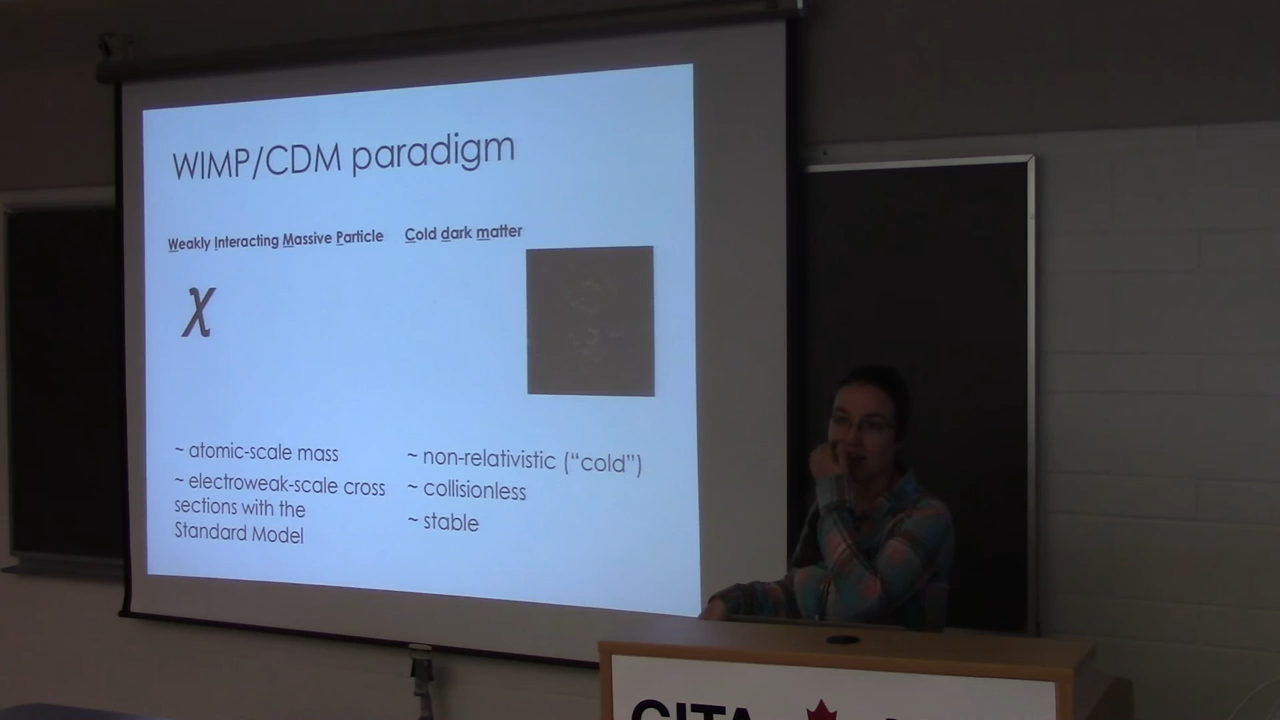 WIMP/CDM paradigm
Weakly Interacting Massive Particle
Cold dark matter
χ
~ atomic-scale mass
~ electroweak-scale cross
sections with the
Standard Model
~ non-relativistic (“cold”)
~ collisionless
~ stable
CITA